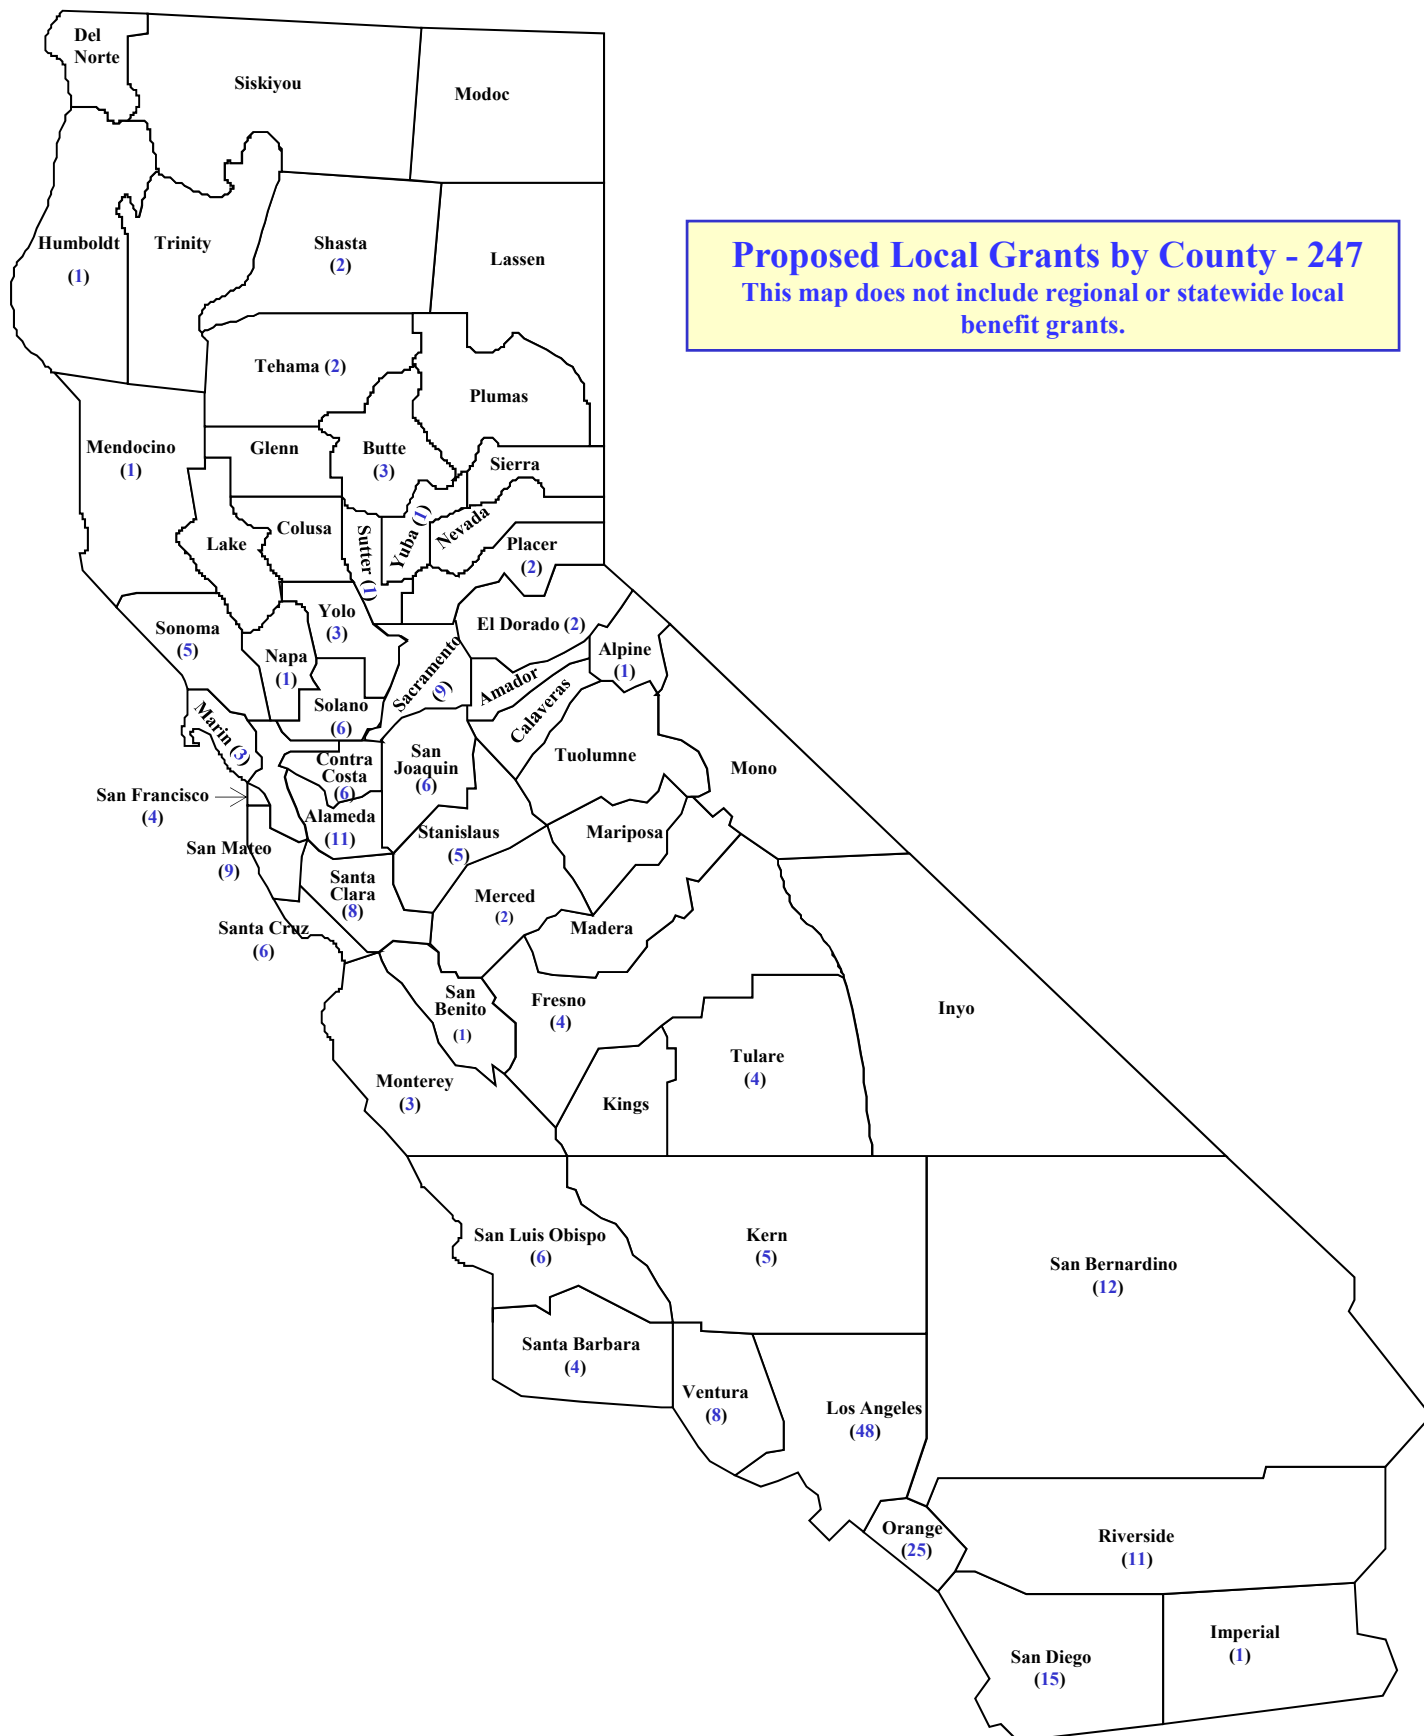 Del
Norte
Siskiyou
Modoc
Humboldt
(1)
Trinity
Shasta
(2)
Lassen
Proposed Local Grants by County - 247
This map does not include regional or statewide local
benefit grants.
Tehama (2)
Plumas
Mendocino
(1)
Glenn
Butte
(3)
Sierra
Colusa
Lake
Sutter (1)
Yuba (1)
Nevada
Placer
(2)
Sonoma
(5)
Yolo
(3)
El Dorado (2)
Napa
(1)
Sacramento
(9)
Alpine
(1)
Amador
Solano
(6)
Calaveras
Marin (3)
Contra
Costa
(6)
San
Joaquin
(6)
Tuolumne
Mono
San Francisco
(4)
Alameda
(11)
Stanislaus
(5)
Mariposa
San Mateo
(9)
Santa
Clara
(8)
Merced
(2)
Santa Cruz
(6)
Madera
San
Benito
(1)
Fresno
(4)
Inyo
Tulare
(4)
Monterey
(3)
Kings
San Luis Obispo
(6)
Kern
(5)
San Bernardino
(12)
Santa Barbara
(4)
Ventura
(8)
Los Angeles
(48)
Orange
(25)
Riverside
(11)
San Diego
(15)
Imperial
(1)